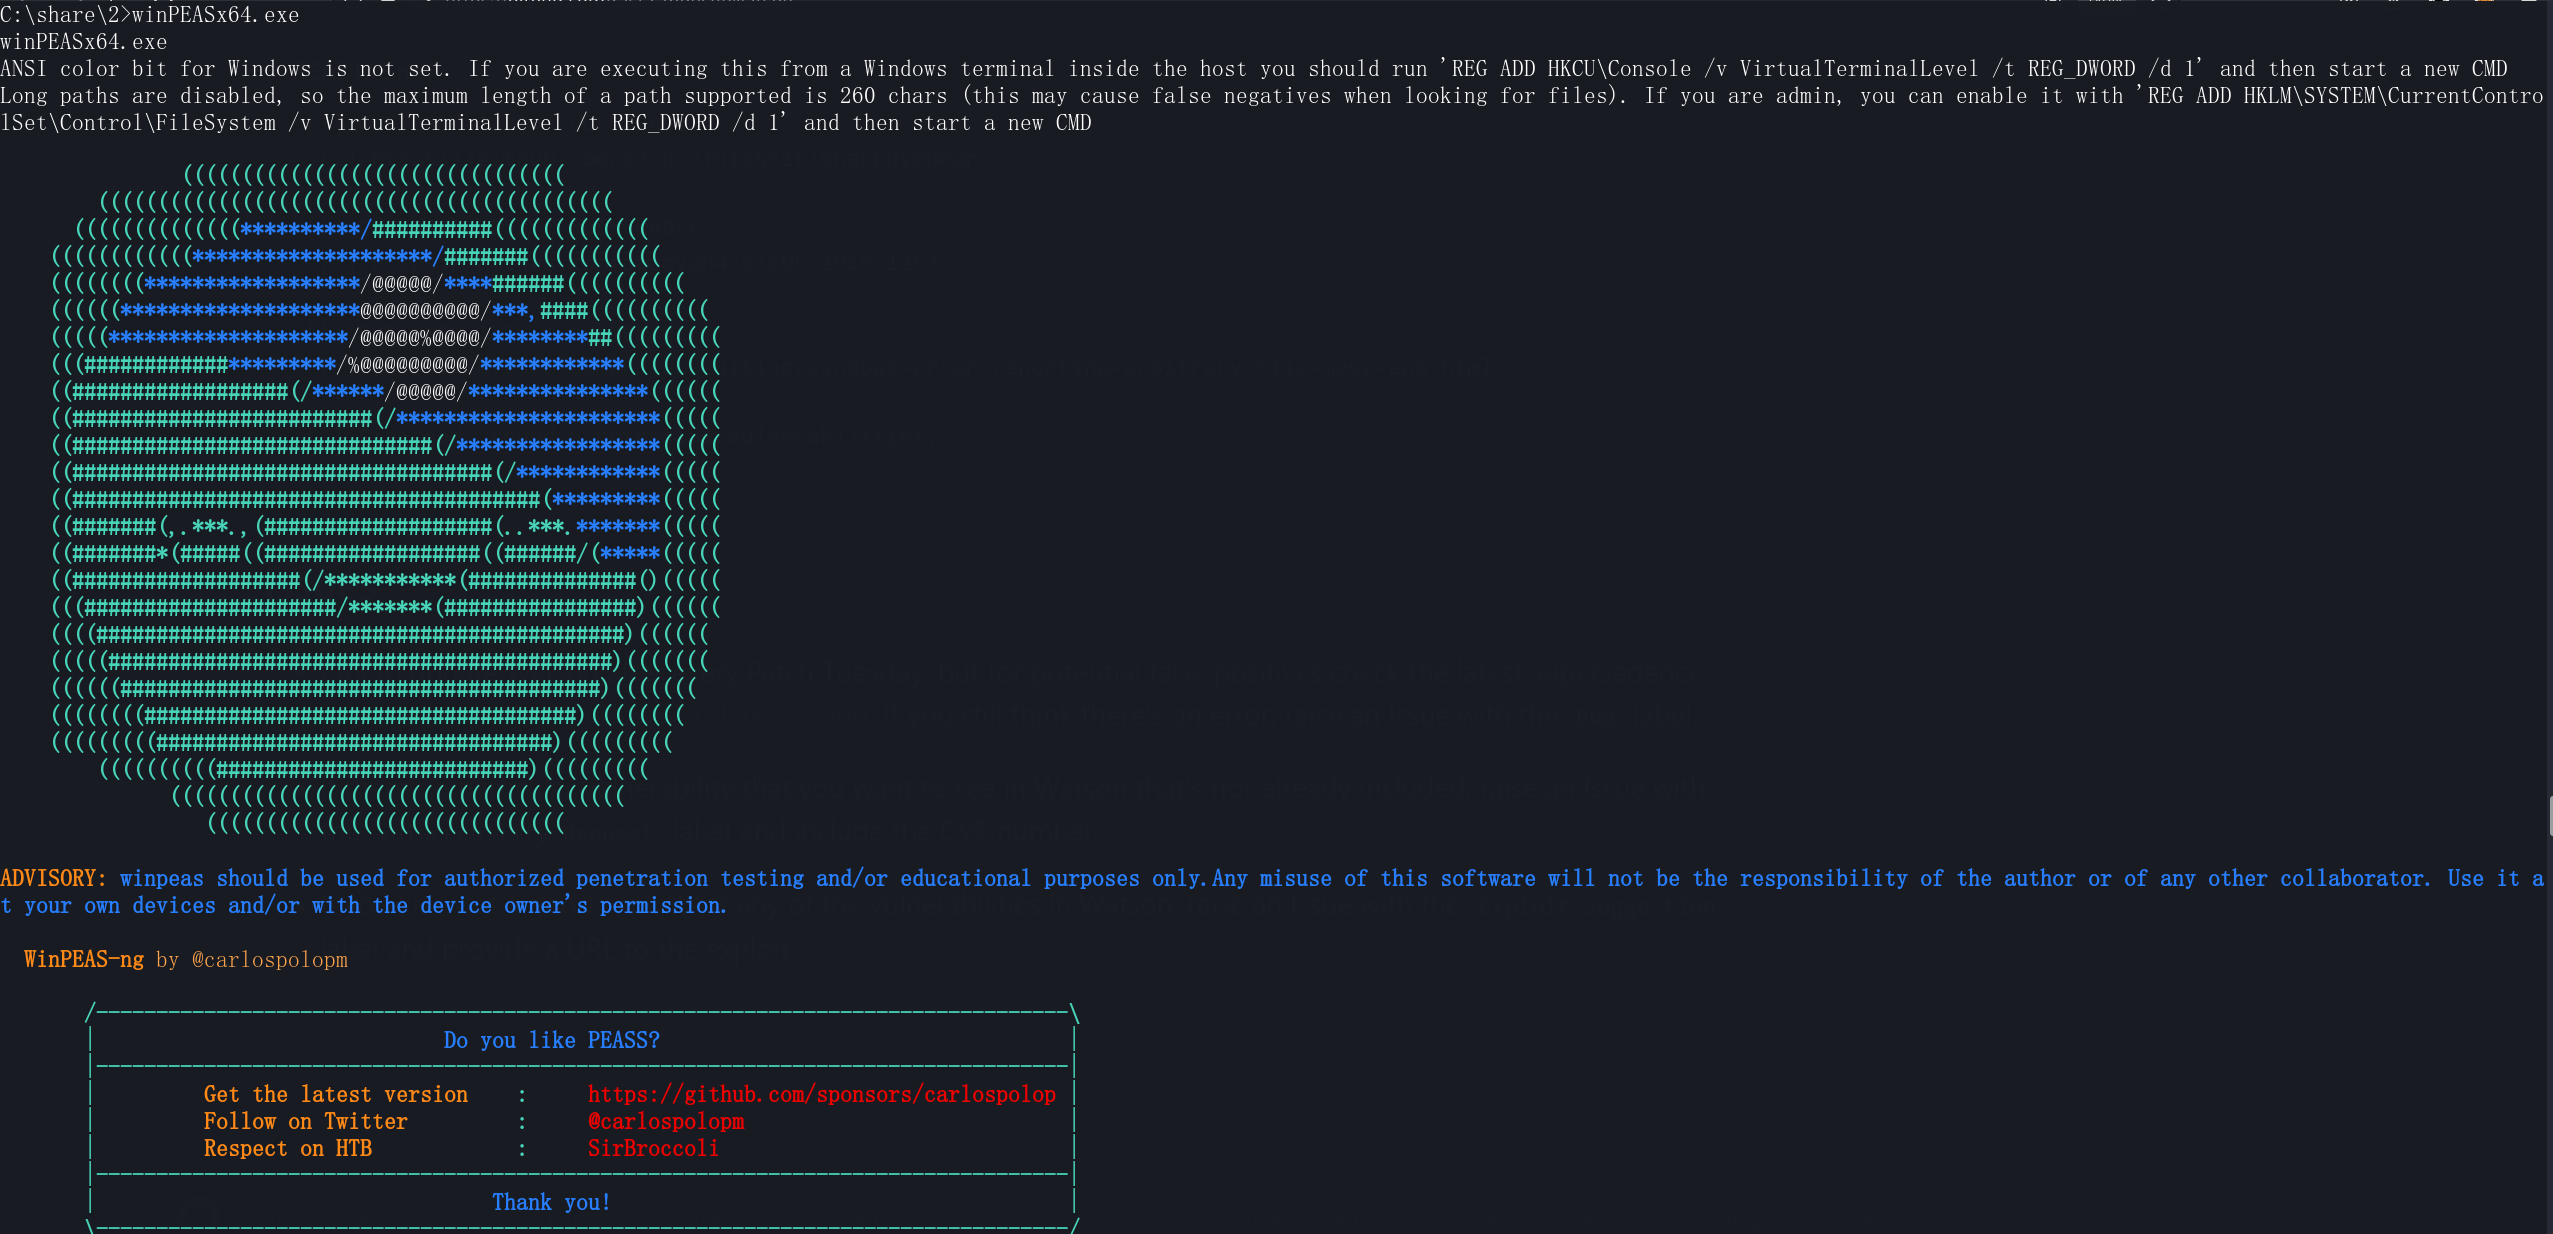 C:\share\2>winPEASx64.exe
winPEASx64.exe
ANSI color bit for Windows is not set. If you are executing this from a Windows terminal inside the host you should run 'REG ADD HKCU\Console /v VirtualTerminalLevel /t REG_DWORD /d 1' and then start a new CMD
Long paths are disabled, so the maximum length of a path supported is 260 chars (this may cause false negatives when looking for files). If you are admin, you can enable it with 'REG ADD HKLM\SYSTEM\CurrentContro
lSet\Control\FileSystem /v VirtualTerminalLevel /t REG_DWORD /d 1' and then start a new CMD
ADVISORY: winpeas should be used for authorized penetration testing and/or educational purposes only.Any misuse of this software will not be the responsibility of the author or of any other collaborator. Use it a
t your own devices and/or with the device owner's permission.
WinPEAS-ng by @carlospolopm
Do you like PEASS?
Get the latest version : https://github.com/sponsors/carlospolop
Follow on Twitter : @carlospolopm
Respect on HTB : SirBroccoli
Thank you!